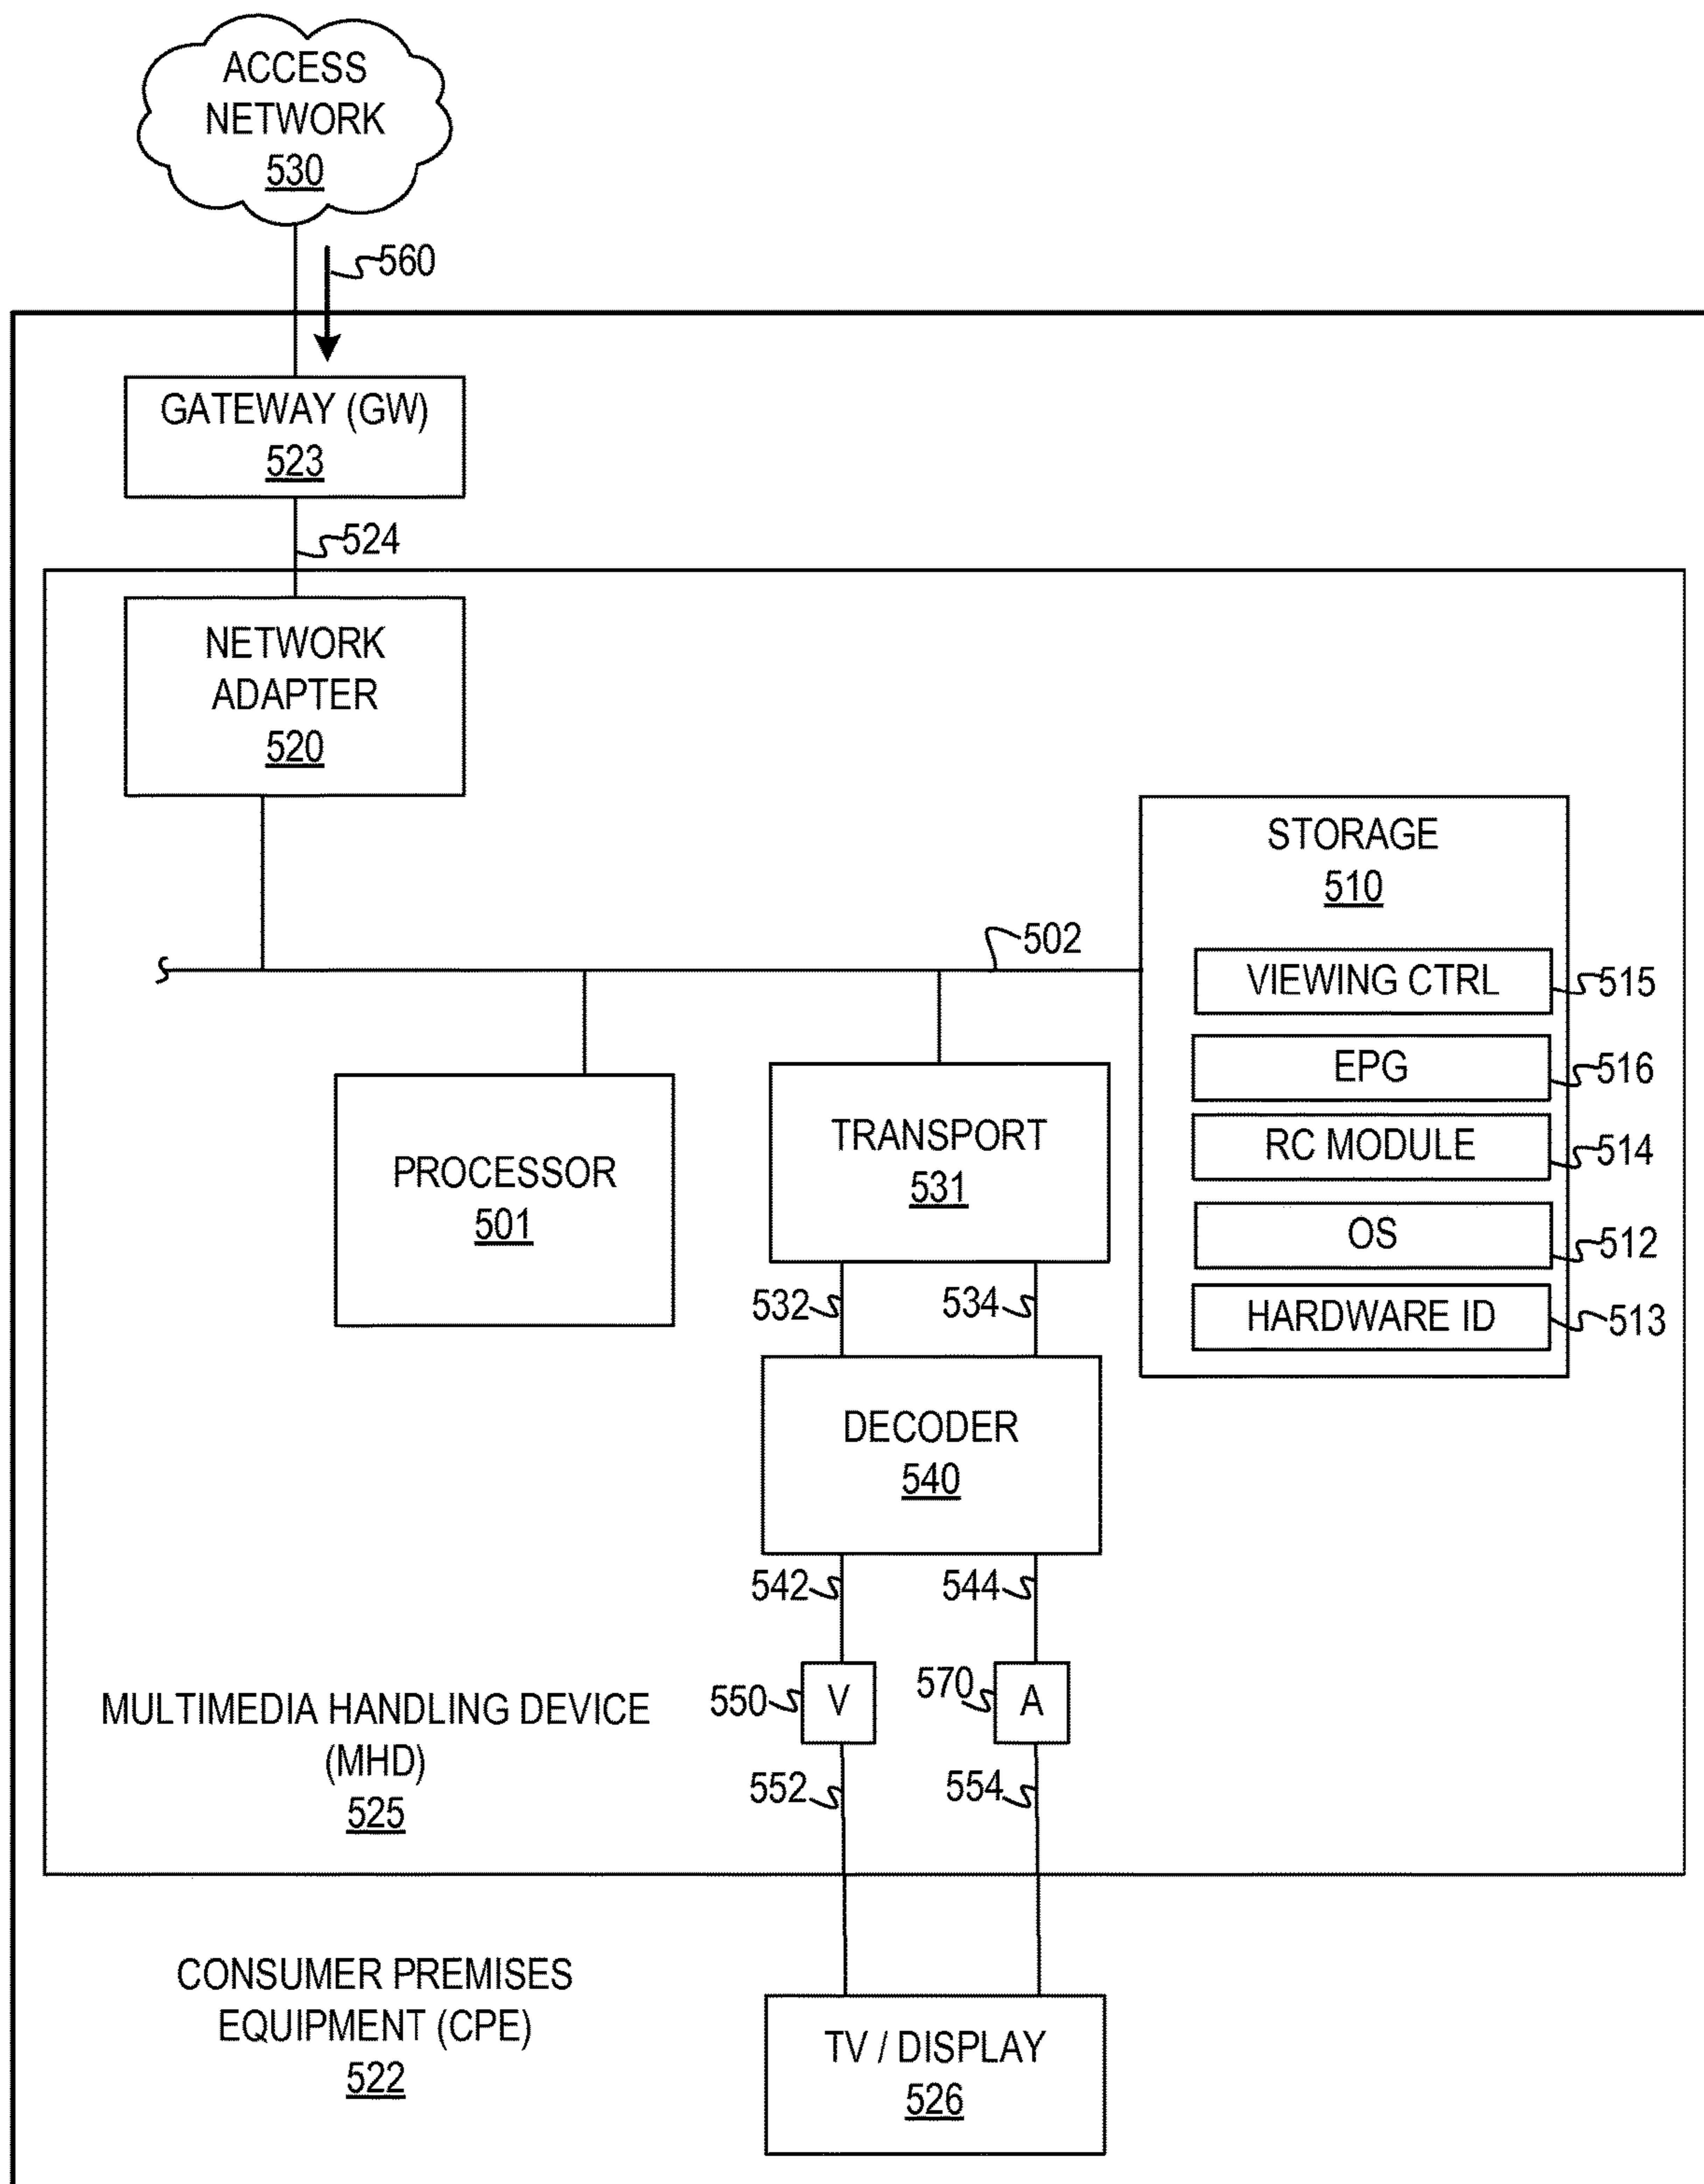 ACCESS
NETWORK
530
560
GATEWAY (GW)
523
524
NETWORK
ADAPTER
520
STORAGE
510
502
VIEWING CTRL
515
EPG
516
RC MODULE
514
OS
512
HARDWARE ID
513
PROCESSOR
501
TRANSPORT
531
532
534
DECODER
540
542
544
550
V
570
A
552
554
MULTIMEDIA HANDLING DEVICE
(MHD)
525
CONSUMER PREMISES
EQUIPMENT (CPE)
522
TV / DISPLAY
526